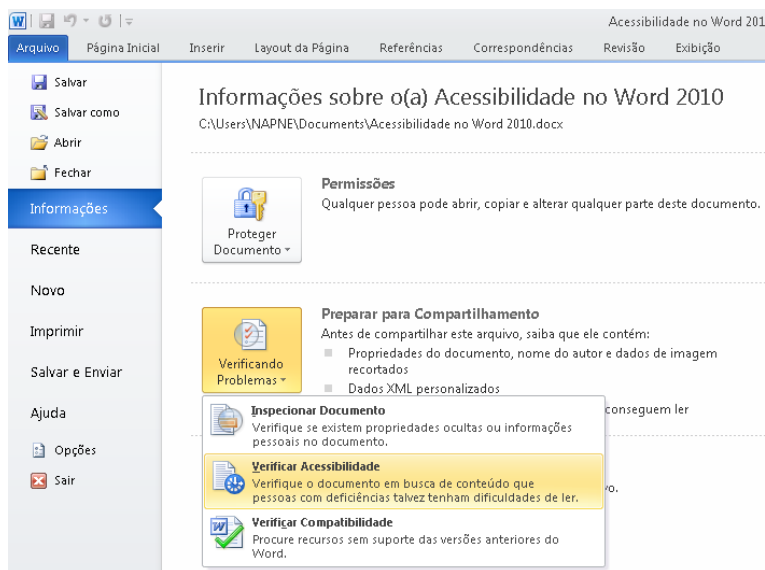 Acessibilidade no Word 201
Arquivo Página Inicial Inserir Layout da Página Referências Correspondências Revisão Exibição
Salvar
Salvar como
Abrir
Fechar
Informações
Recente
Novo
Imprimir
Salvar e Enviar
Ajuda
Opções
Sair
Informações sobre o(a) Acessibilidade no Word 2010
C:\Users\NAPNE\Documents\Acessibilidade no Word 2010.docx
Proteger
Documento
Permissões
Qualquer pessoa pode abrir, copiar e alterar qualquer parte deste documento.
Verificando
Problemas
Preparar para Compartilhamento
Antes de compartilhar este arquivo, saiba que ele contém:
Propriedades do documento, nome do autor e dados de imagem
recortados
Dados XML personalizados
conseguem ler
Inspecionar Documento
Verifique se existem propriedades ocultas ou informações
pessoais no documento.
Verificar Acessibilidade
Verifique o documento em busca de conteúdo que
pessoas com deficiências talvez tenham dificuldades de ler.
vo.
Verificar Compatibilidade
Procure recursos sem suporte das versões anteriores do
Word.